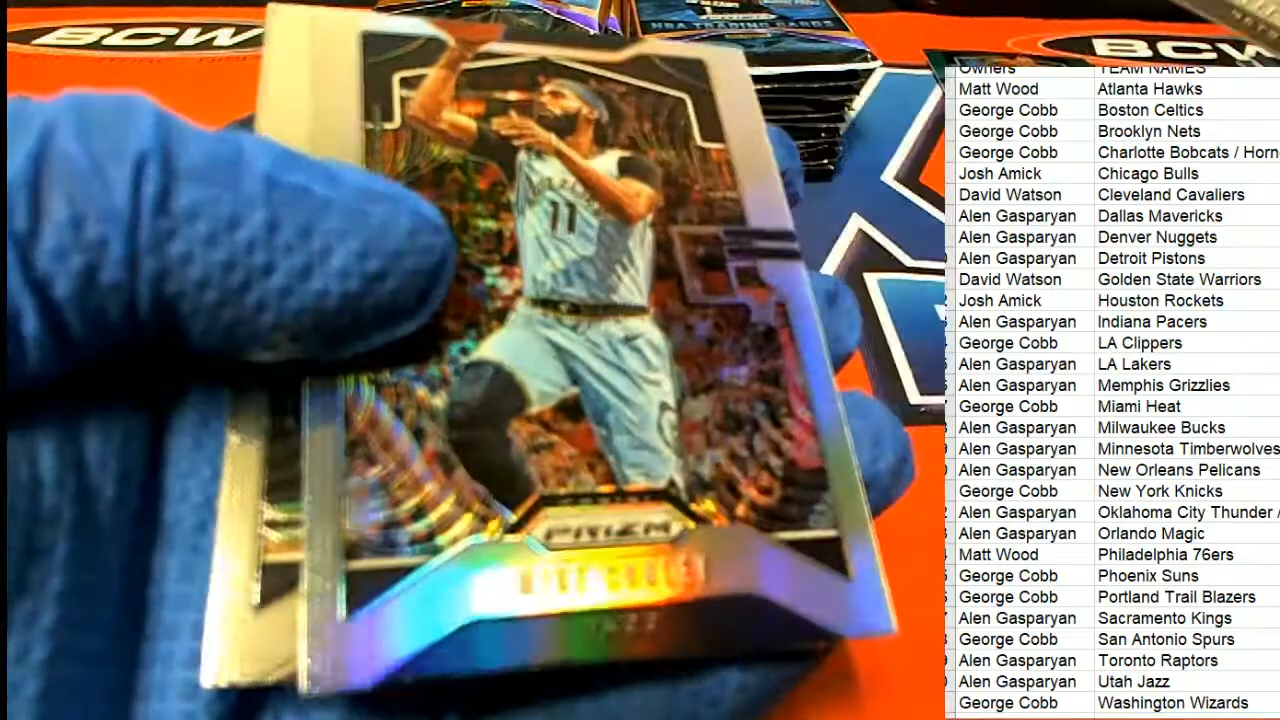 BCW
NBA TRADING CARDS
BCW
11
PRIZM
Owners TEAM NAMES
Matt Wood Atlanta Hawks
George Cobb Boston Celtics
George Cobb Brooklyn Nets
George Cobb Charlotte Bobcats / Horn
Josh Amick Chicago Bulls
David Watson Cleveland Cavaliers
Alen Gasparyan Dallas Mavericks
Alen Gasparyan Denver Nuggets
Alen Gasparyan Detroit Pistons
David Watson Golden State Warriors
Josh Amick Houston Rockets
Alen Gasparyan Indiana Pacers
George Cobb LA Clippers
Alen Gasparyan LA Lakers
Alen Gasparyan Memphis Grizzlies
George Cobb Miami Heat
Alen Gasparyan Milwaukee Bucks
Alen Gasparyan Minnesota Timberwolves
Alen Gasparyan New Orleans Pelicans
George Cobb New York Knicks
Alen Gasparyan Oklahoma City Thunder /
Alen Gasparyan Orlando Magic
Matt Wood Philadelphia 76ers
George Cobb Phoenix Suns
George Cobb Portland Trail Blazers
Alen Gasparyan Sacramento Kings
George Cobb San Antonio Spurs
Alen Gasparyan Toronto Raptors
Alen Gasparyan Utah Jazz
George Cobb Washington Wizards